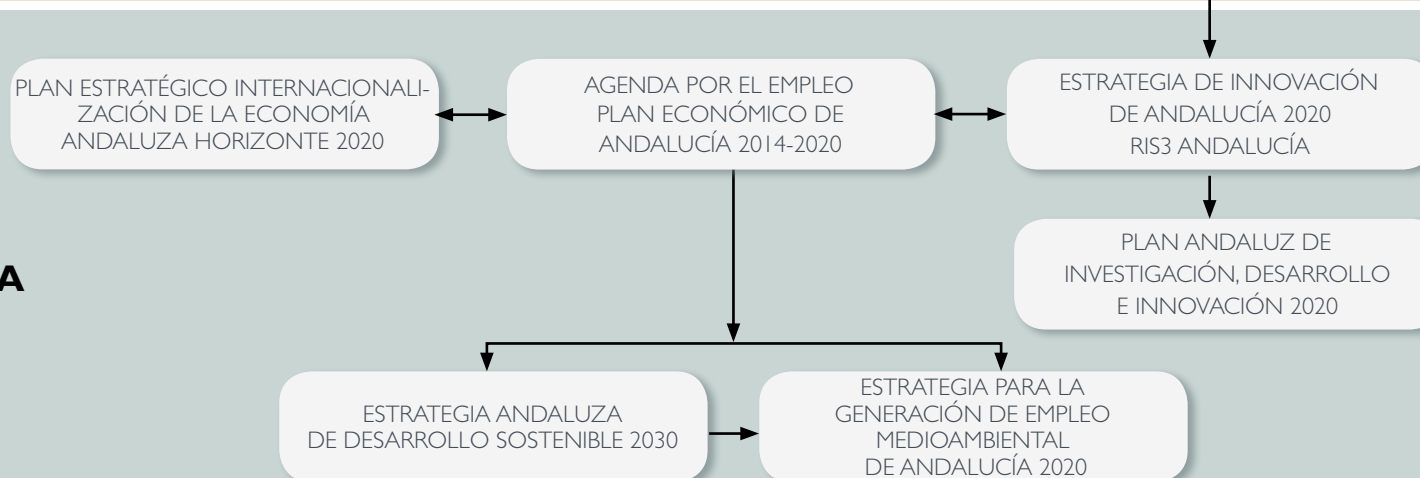 PLAN ESTRATÉGICO INTERNACIONALI-
ZACIÓN DE LA ECONOMÍA
ANDALUZA HORIZONTE 2020
AGENDA POR EL EMPLEO
PLAN ECONÓMICO DE
ANDALUCÍA 2014-2020
ESTRATEGIA DE INNOVACIÓN
DE ANDALUCÍA 2020
RIS3 ANDALUCÍA
PLAN ANDALUZ DE
INVESTIGACIÓN, DESARROLLO
E INNOVACIÓN 2020
A
ESTRATEGIA ANDALUZA
DE DESARROLLO SOSTENIBLE 2030
ESTRATEGIA PARA LA
GENERACIÓN DE EMPLEO
MEDIOAMBIENTAL
DE ANDALUCÍA 2020